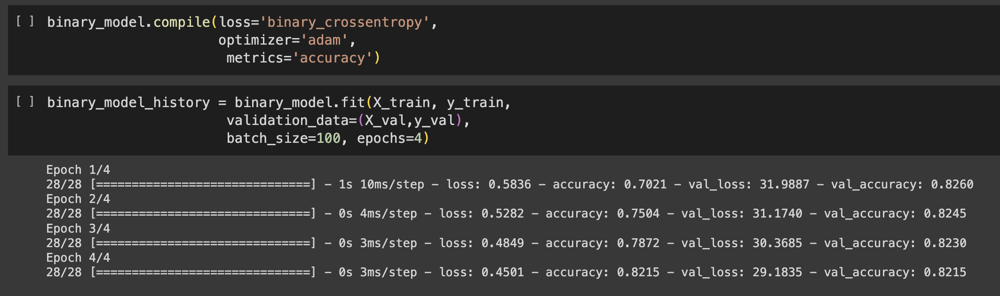 [ ] binary_model.compile(loss='binary_crossentropy',
optimizer='adam',
metrics='accuracy')
[ ] binary_model_history = binary_model.fit(X_train, y_train,
validation_data=(X_val,y_val),
batch_size=100, epochs=4)
Epoch 1/4
28/28 [==============================] - 1s 10ms/step - loss: 0.5836 - accuracy: 0.7021 - val_loss: 31.9887 - val_accuracy: 0.8260
Epoch 2/4
28/28 [==============================] - 0s 4ms/step - loss: 0.5282 - accuracy: 0.7504 - val_loss: 31.1740 - val_accuracy: 0.8245
Epoch 3/4
28/28 [==============================] - 0s 3ms/step - loss: 0.4849 - accuracy: 0.7872 - val_loss: 30.3685 - val_accuracy: 0.8230
Epoch 4/4
28/28 [==============================] - 0s 3ms/step - loss: 0.4501 - accuracy: 0.8215 - val_loss: 29.1835 - val_accuracy: 0.8215